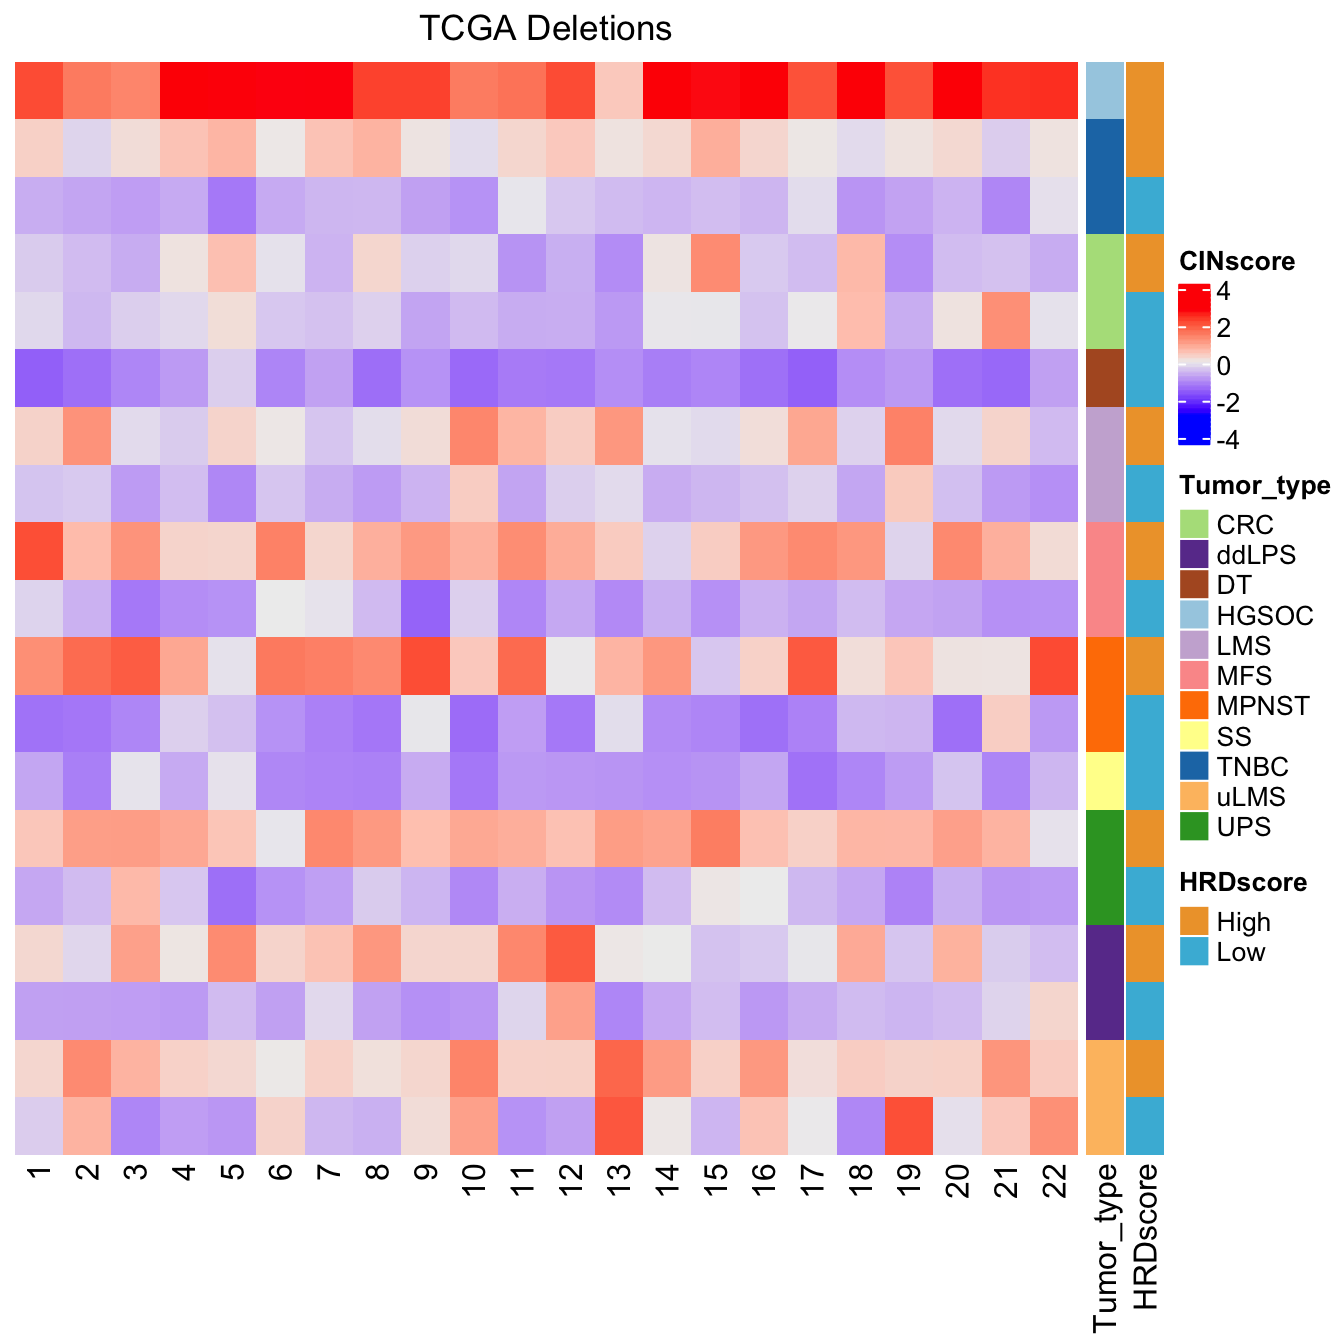 TCGA Deletions
CINscore
4
2
0
-2
-4
Tumor_type
CRC
ddLPS
DT
HGSOC
LMS
MFS
MPNST
SS
TNBC
uLMS
UPS
HRDscore
High
Low
1 2 3 4 5 6 7 8 9 10 11 12 13 14 15 16 17 18 19 20 21 22
Tumor_type
HRDscore